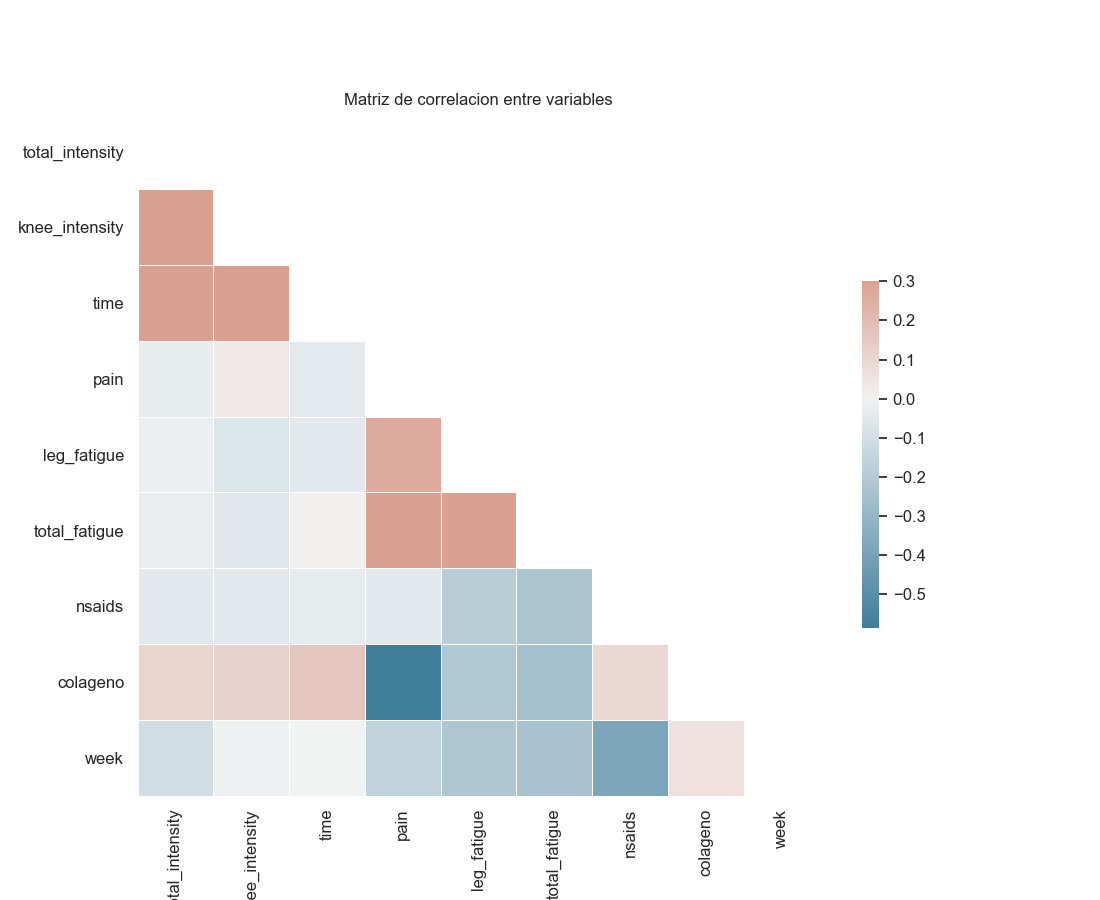 Matriz de correlacion entre variables
total_intensity
knee_intensity
time
pain
leg_fatigue
total_fatigue
nsaids
colageno
week
0.3
0.2
0.1
0.0
−0.1
−0.2
−0.3
−0.4
−0.5
otal_intensity
ee_intensity
time
pain
leg_fatigue
total_fatigue
nsaids
colageno
week